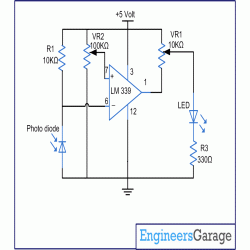 +5 Volt
R1
10KΩ
VR2
100KΩ
VR1
10KΩ
7
+
3
1
LM 339
6
−
12
LED
Photo diode
R3
330Ω
EngineersGarage